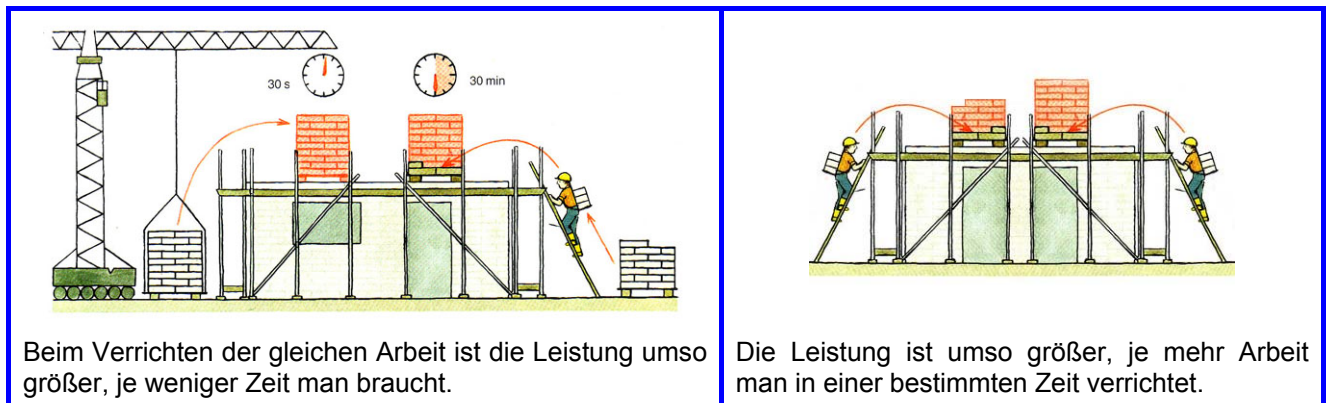 30 s
30 min
Beim Verrichten der gleichen Arbeit ist die Leistung umso
größer, je weniger Zeit man braucht.
Die Leistung ist umso größer, je mehr Arbeit
man in einer bestimmten Zeit verrichtet.